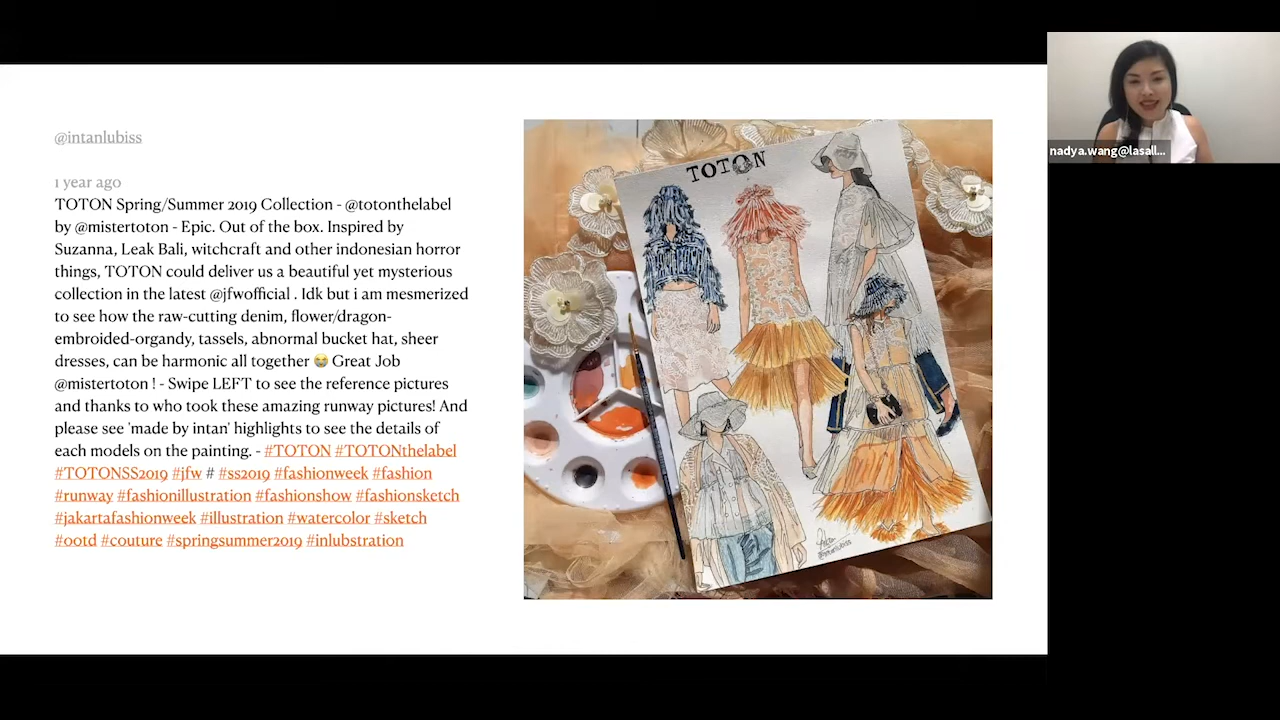 @intanlubiss
1 year ago
TOTON Spring/Summer 2019 Collection - @totonthelabel
by @mistertoton - Epic. Out of the box. Inspired by
Suzanna, Leak Bali, witchcraft and other indonesian horror
things, TOTON could deliver us a beautiful yet mysterious
collection in the latest @jfwofficial . Idk but i am mesmerized
to see how the raw-cutting denim, flower/dragon-
embroided-organdy, tassels, abnormal bucket hat, sheer
dresses, can be harmonic all together 😭 Great Job
@mistertoton ! - Swipe LEFT to see the reference pictures
and thanks to who took these amazing runway pictures! And
please see 'made by intan' highlights to see the details of
each models on the painting. - #TOTON #TOTONthelabel
#TOTONSS2019 #jfw # #ss2019 #fashionweek #fashion
#runway #fashionillustration #fashionshow #fashionsketch
#jakartafashionweek #illustration #watercolor #sketch
#ootd #couture #springsummer2019 #inlubstration
TOTON
@intanlubiss
nadya.wang@lasall...